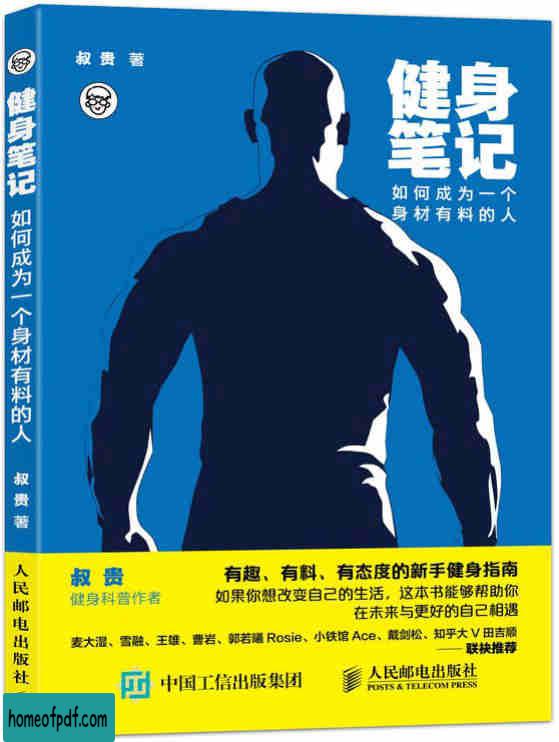 叔贵 著
健身
笔记
如何成为一个
身材有料的人
健身笔记
如何成为一个身材有料的人
叔贵 著
人民邮电出版社
叔 贵
健身科普作者
有趣、有料、有态度的新手健身指南
如果你想改变自己的生活,这本书能够帮助你
在未来与更好的自己相遇
麦大湿、雪融、王雄、曹岩、郭若曦 Rosie、小铁馆 Ace、戴剑松、知乎大 V 田吉顺
—— 联袂推荐
中国工信出版集团
人民邮电出版社
POSTS & TELECOM PRESS
homeofpdf.com